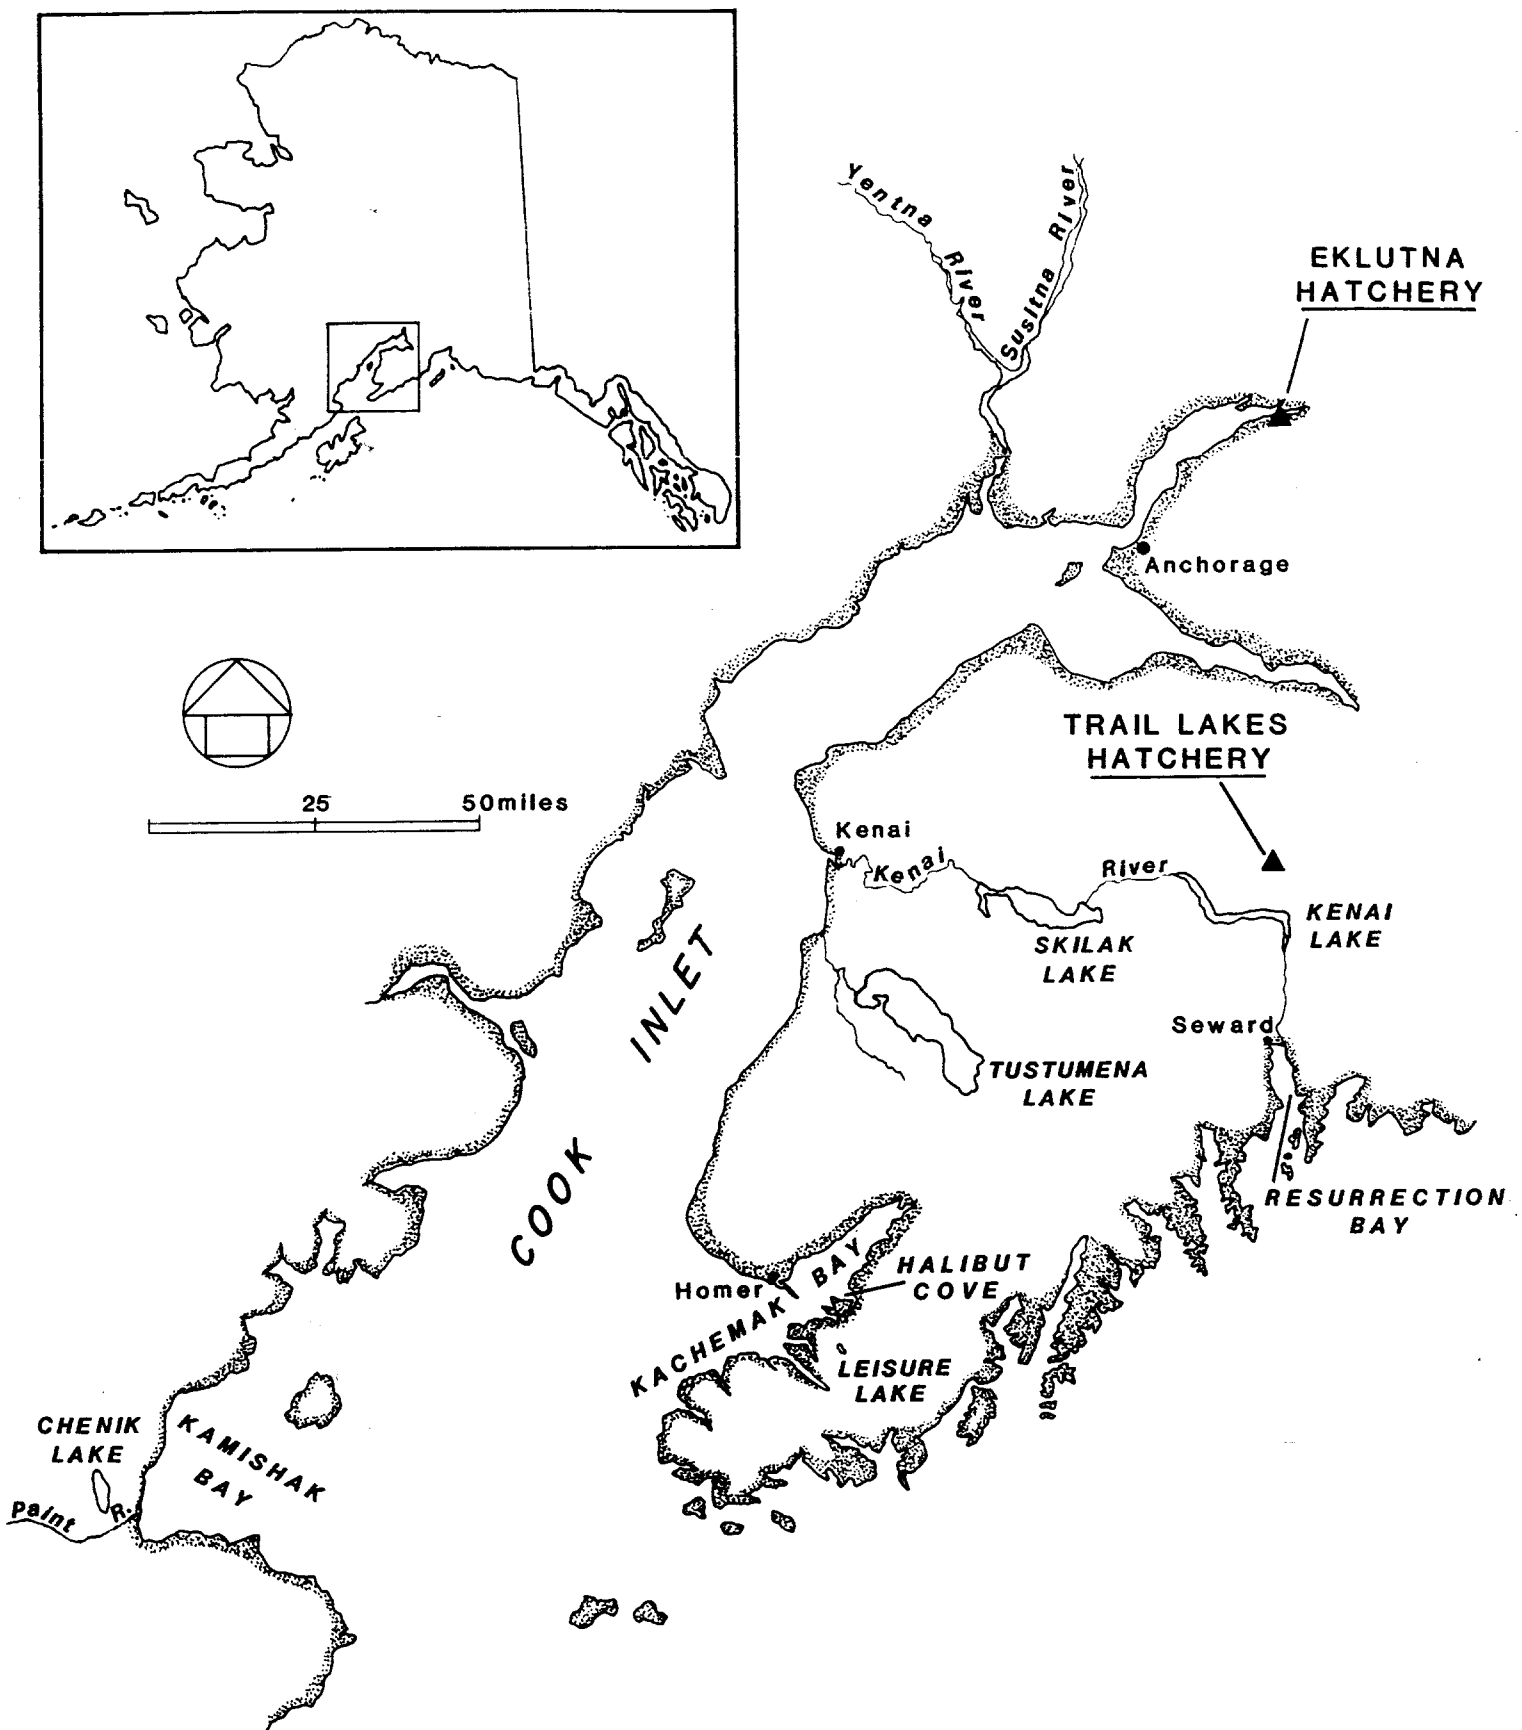 Yentna River
Susitna River
EKLUTNA
HATCHERY
Anchorage
TRAIL LAKES
HATCHERY
25
50miles
Kenai
Kenai River
KENAI
LAKE
SKILAK
LAKE
COOK INLET
Seward
TUSTUMENA
LAKE
RESURRECTION
BAY
HALIBUT
COVE
Homer
KACHEMAK BAY
LEISURE
LAKE
CHENIK
LAKE
KAMISHAK
BAY
Paint R.